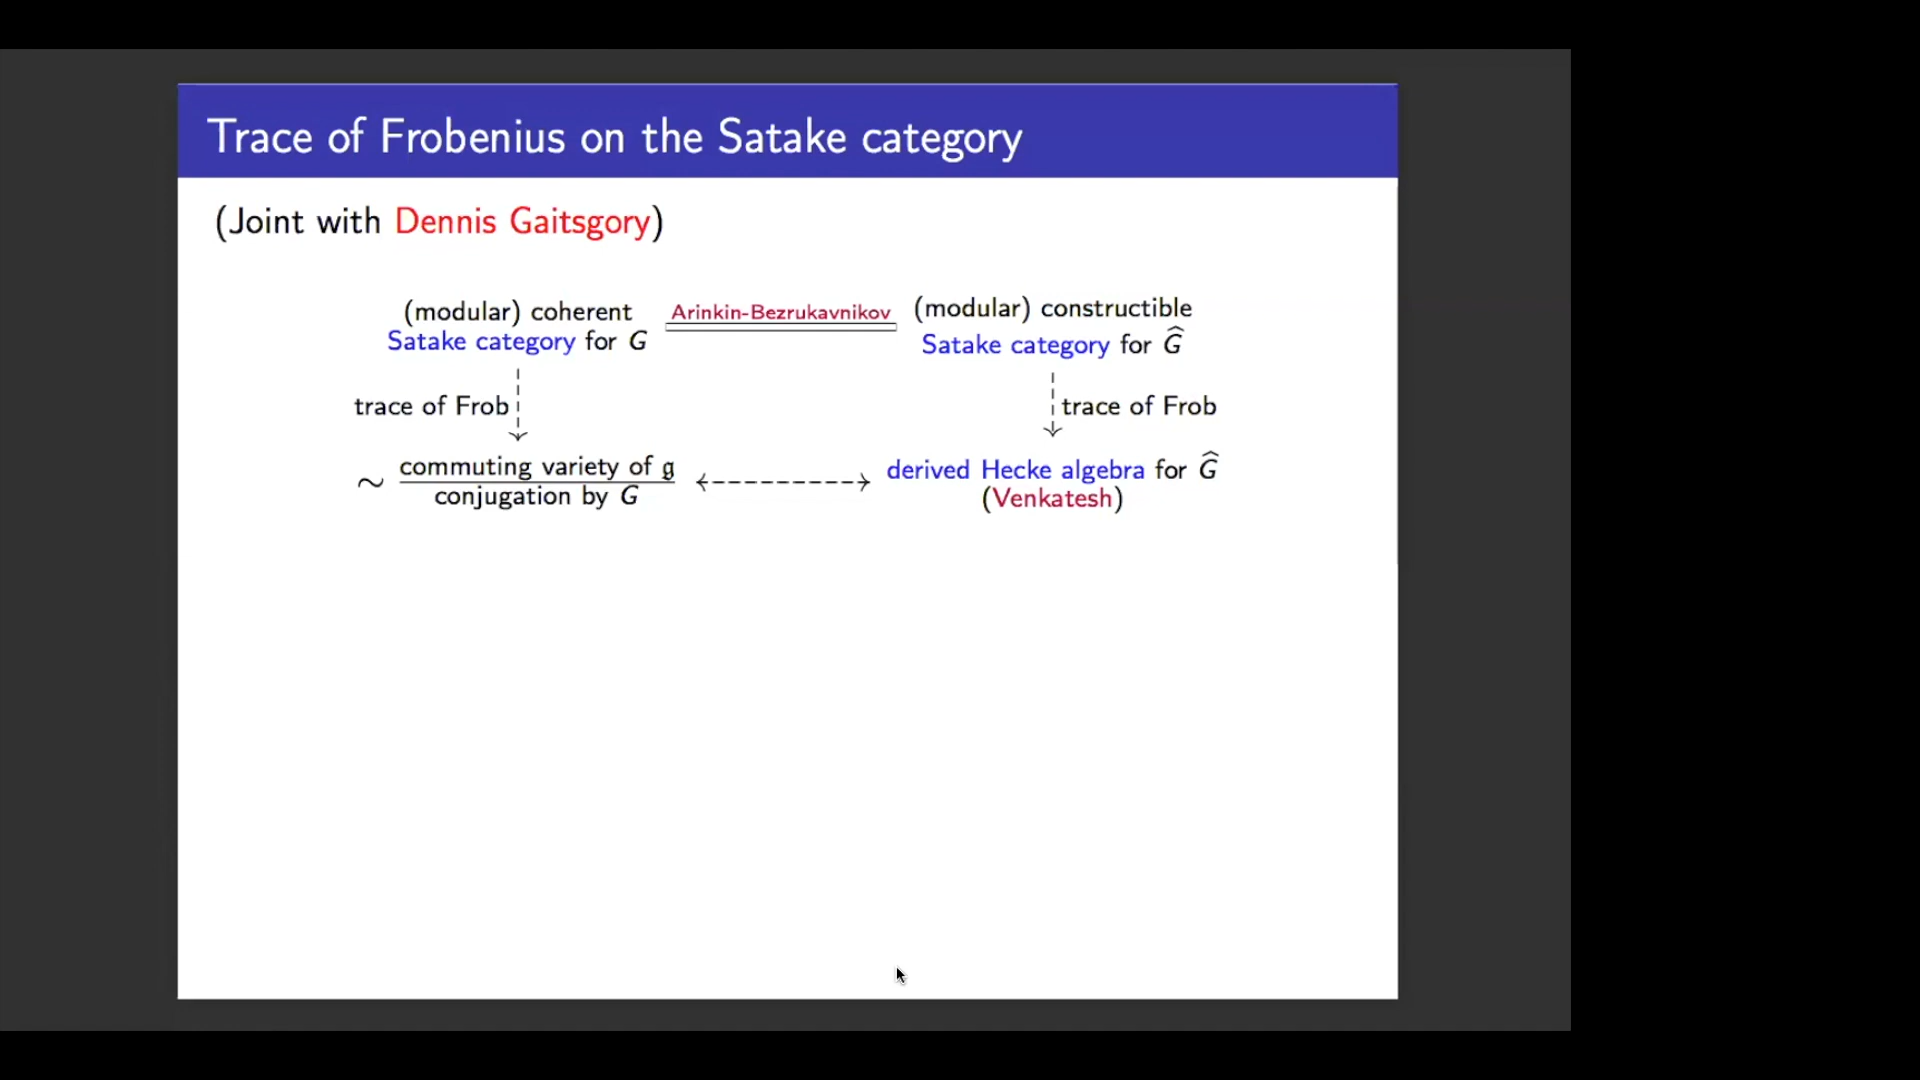 Trace of Frobenius on the Satake category
(Joint with Dennis Gaitsgory)
(modular) coherent
Satake category for G
Arinkin-Bezrukavnikov
(modular) constructible
Satake category for Ĝ
trace of Frob
trace of Frob
∼ commuting variety of 𝔤
conjugation by G
derived Hecke algebra for Ĝ
(Venkatesh)